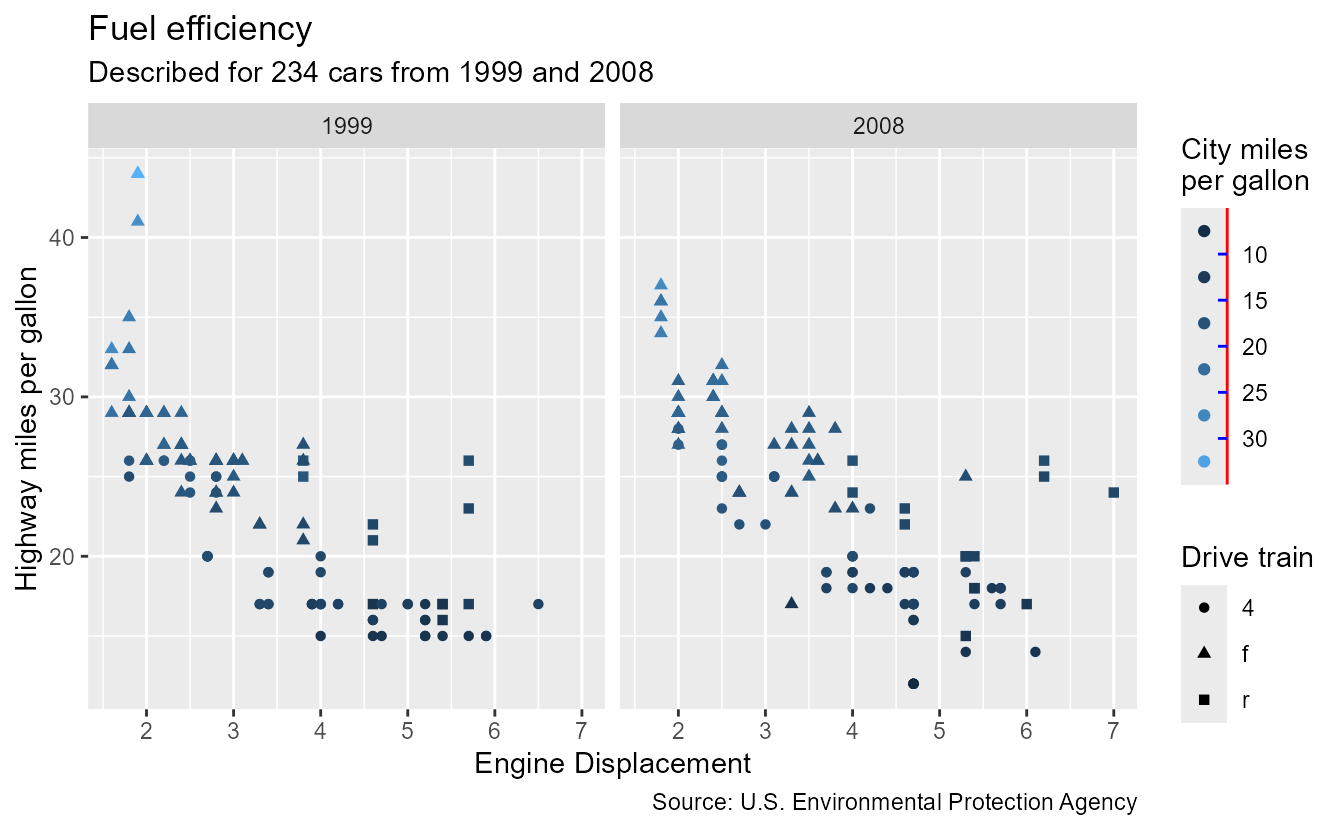 Fuel efficiency
Described for 234 cars from 1999 and 2008
1999
2008
Highway miles per gallon
40
30
20
2 3 4 5 6 7
2 3 4 5 6 7
Engine Displacement
Source: U.S. Environmental Protection Agency
City miles
per gallon
10
15
20
25
30
Drive train
4
f
r